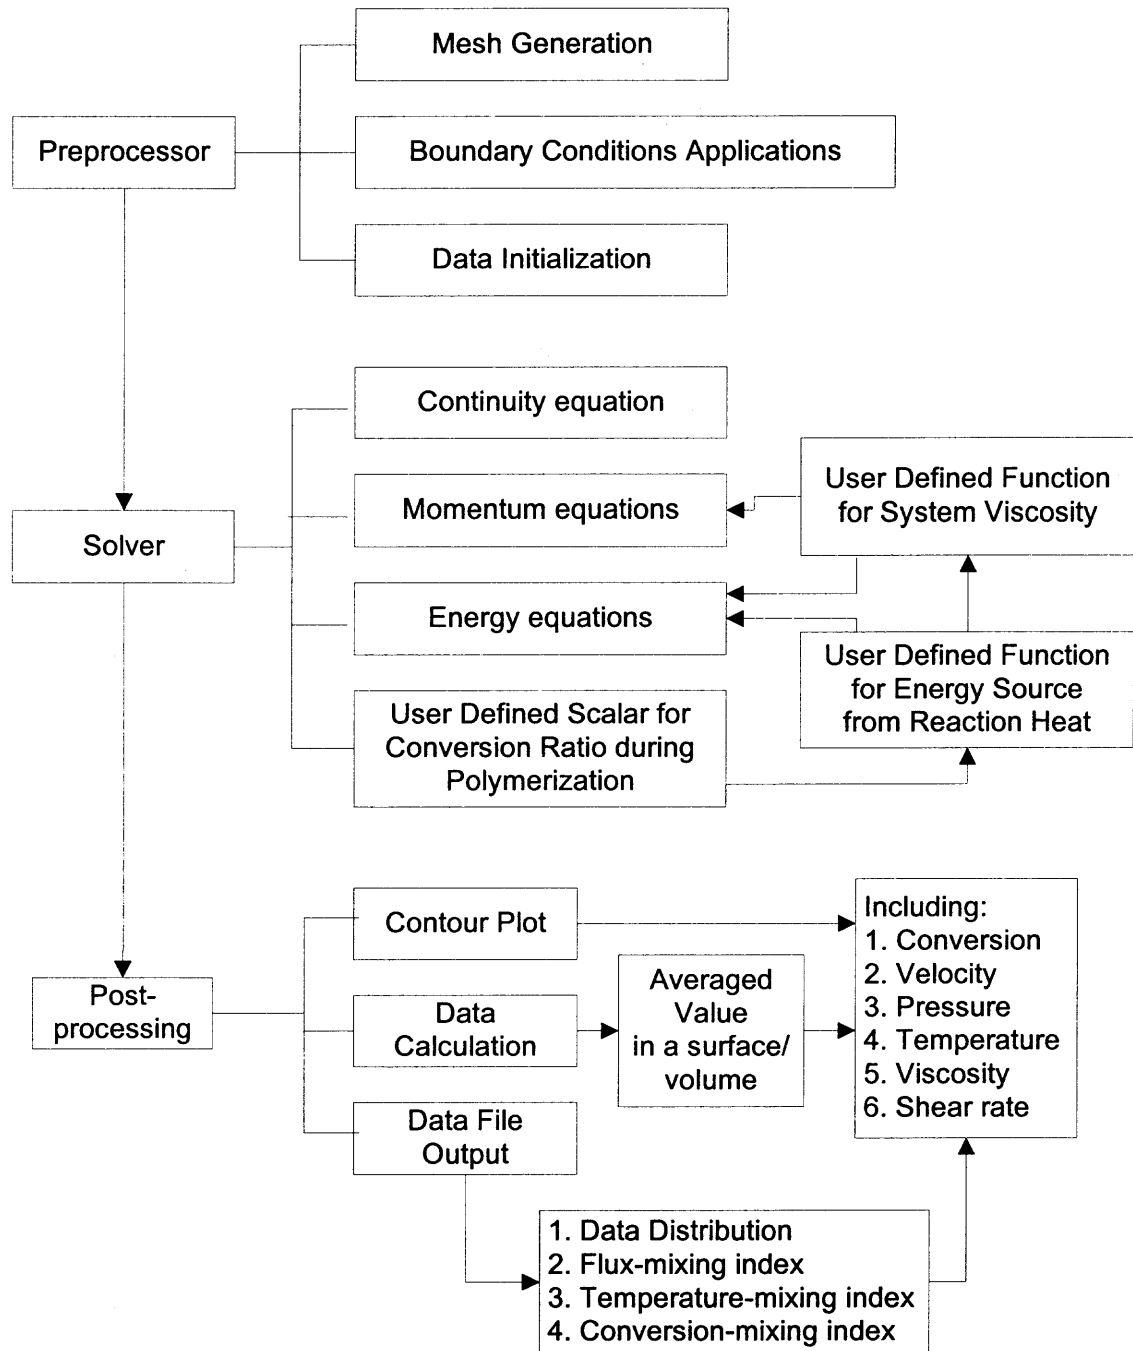 Mesh Generation
Preprocessor
Boundary Conditions Applications
Data Initialization
Continuity equation
Momentum equations
User Defined Function
for System Viscosity
Solver
Energy equations
User Defined Function
for Energy Source
from Reaction Heat
User Defined Scalar for
Conversion Ratio during
Polymerization
Contour Plot
Including:
1. Conversion
2. Velocity
3. Pressure
4. Temperature
5. Viscosity
6. Shear rate
Post-
processing
Data
Calculation
Averaged
Value
in a surface/
volume
Data File
Output
1. Data Distribution
2. Flux-mixing index
3. Temperature-mixing index
4. Conversion-mixing index